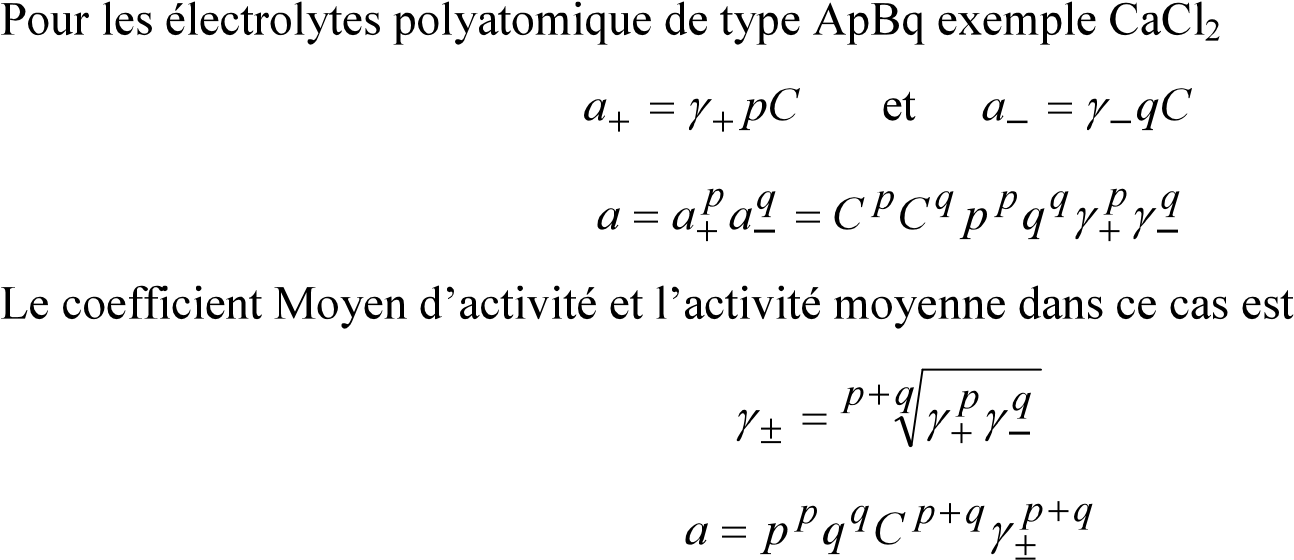 Pour les électrolytes polyatomique de type ApBq exemple CaCl₂
a₊ = γ₊pC et a₋ = γ₋qC
a = a₊^p a₋^q = C^p C^q p^p q^q γ₊^p γ₋^q
Le coefficient Moyen d’activité et l’activité moyenne dans ce cas est
γ± = ^{p+q}√(γ₊^p γ₋^q)
a = p^p q^q C^{p+q} γ±^{p+q}